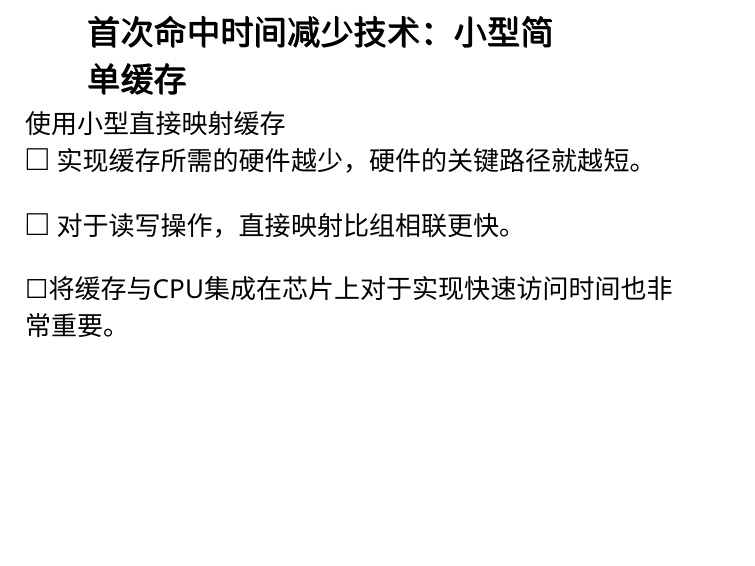 首次命中时间减少技术：小型简
单缓存
使用小型直接映射缓存
□ 实现缓存所需的硬件越少，硬件的关键路径就越短。
□ 对于读写操作，直接映射比组相联更快。
□将缓存与CPU集成在芯片上对于实现快速访问时间也非
常重要。